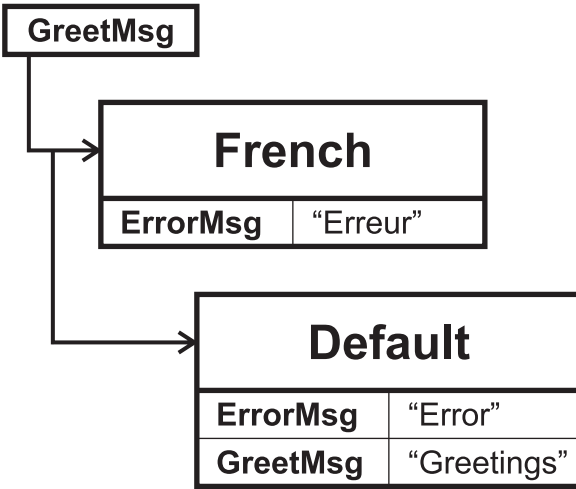 GreetMsg
French
ErrorMsg “Erreur”
Default
ErrorMsg “Error”
GreetMsg “Greetings”